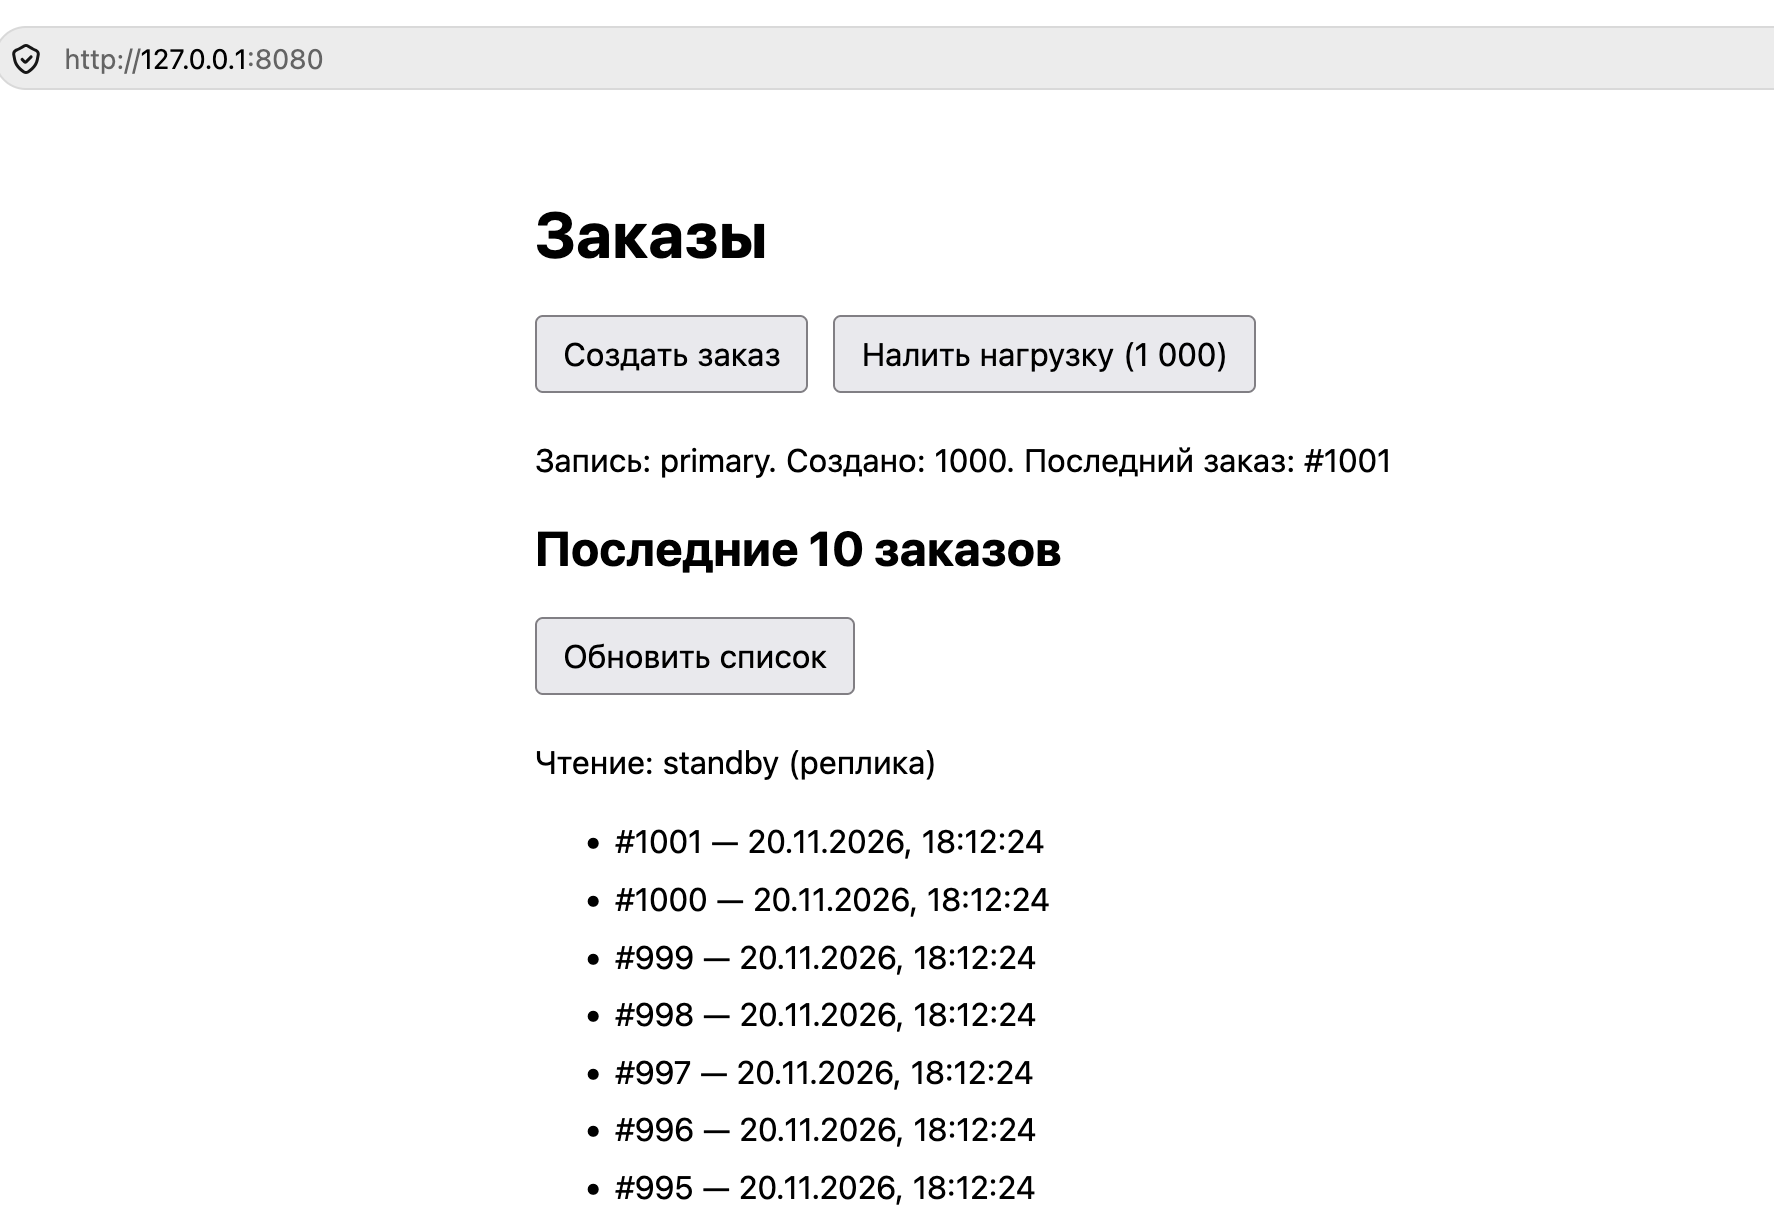 http://127.0.0.1:8080
Заказы
Создать заказ
Налить нагрузку (1 000)
Запись: primary. Создано: 1000. Последний заказ: #1001
Последние 10 заказов
Обновить список
Чтение: standby (реплика)
• #1001 — 20.11.2026, 18:12:24
• #1000 — 20.11.2026, 18:12:24
• #999 — 20.11.2026, 18:12:24
• #998 — 20.11.2026, 18:12:24
• #997 — 20.11.2026, 18:12:24
• #996 — 20.11.2026, 18:12:24
• #995 — 20.11.2026, 18:12:24